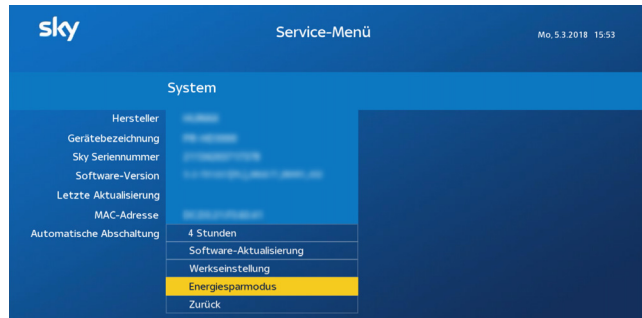 sky
Service-Menü
Mo, 5.3.2018 15:53
System
Hersteller
Gerätebezeichnung
Sky Seriennummer
Software-Version
Letzte Aktualisierung
MAC-Adresse
Automatische Abschaltung 4 Stunden
Software-Aktualisierung
Werkseinstellung
Energiesparmodus
Zurück